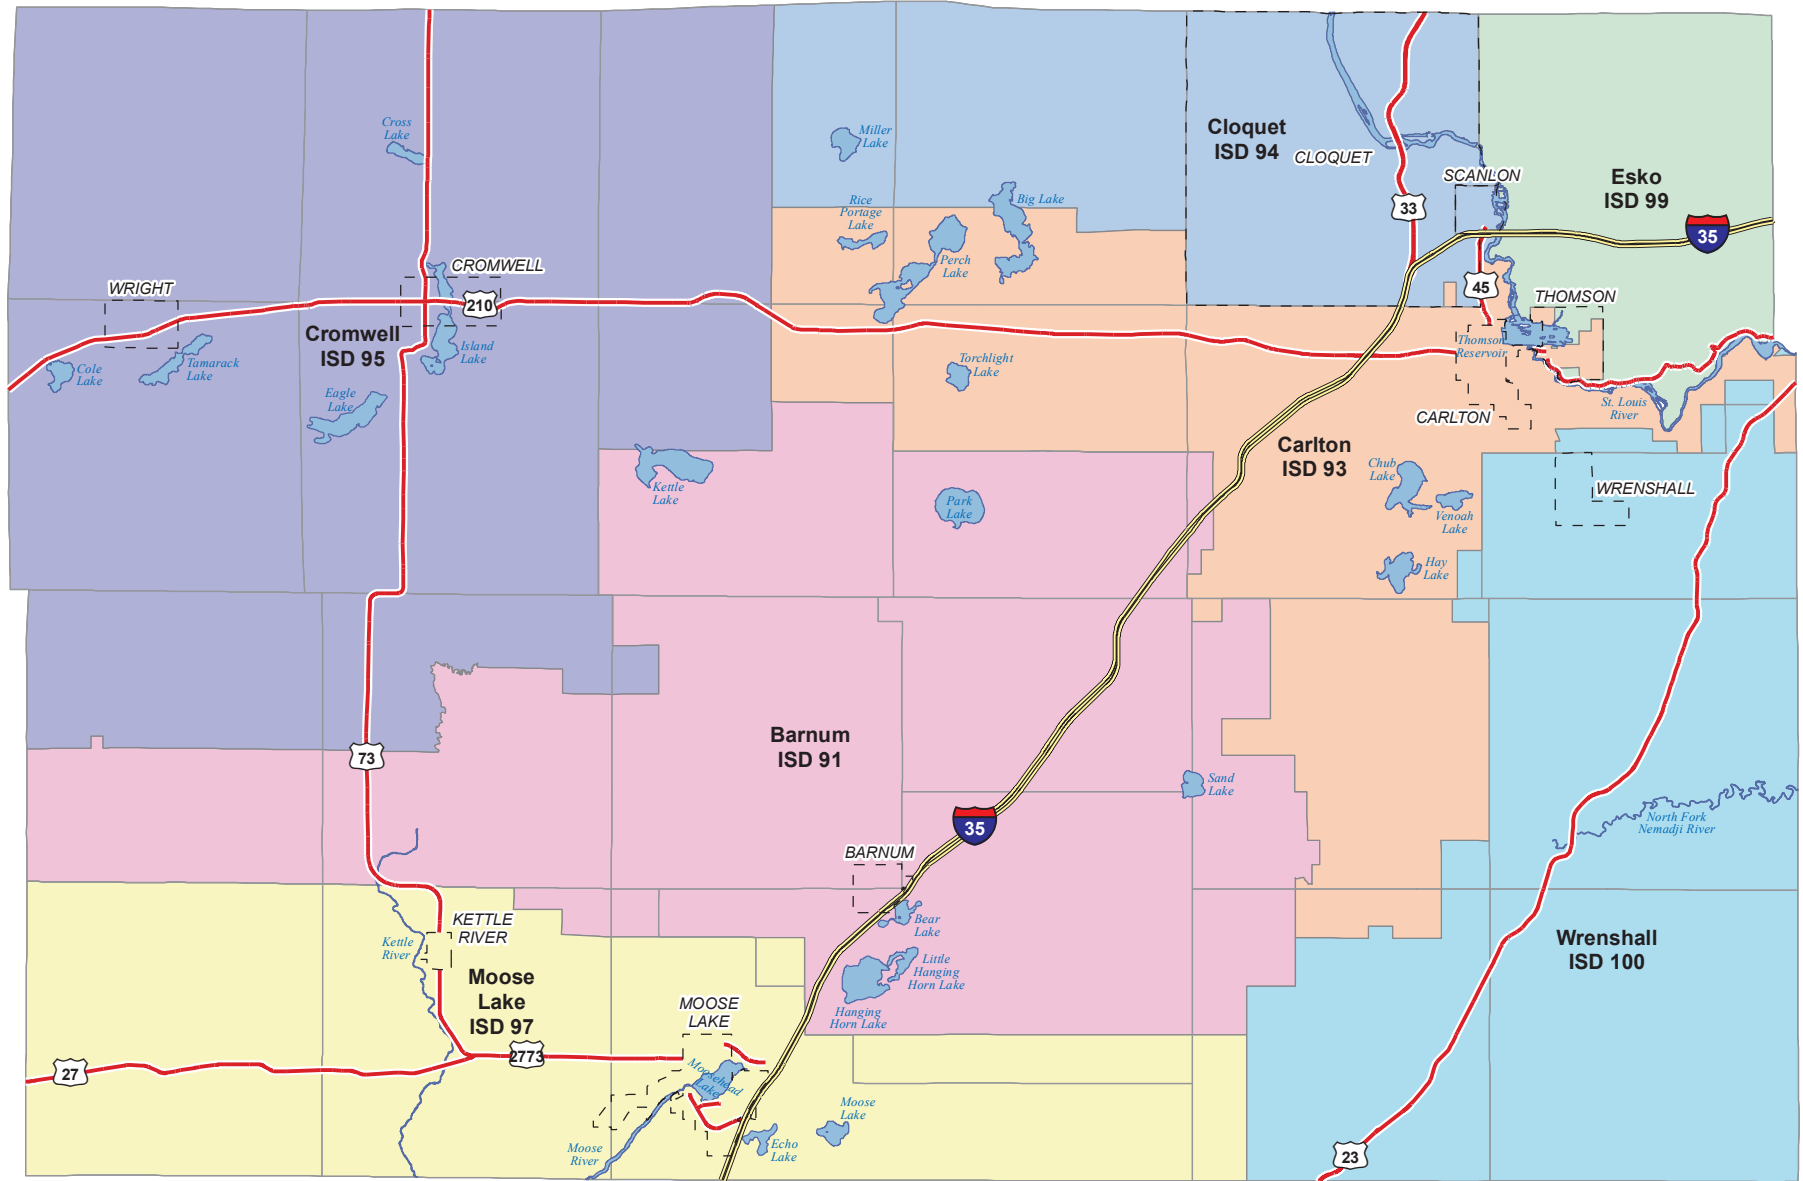 Cross
Lake
Miller
Lake
Cloquet
ISD 94
CLOQUET
SCANLON
Esko
ISD 99
33
35
Rice
Portage
Lake
Big Lake
Perch
Lake
WRIGHT
CROMWELL
210
45
THOMSON
Cromwell
ISD 95
Island
Lake
Cole
Lake
Tamarack
Lake
Eagle
Lake
Torchlight
Lake
Thomson
Reservoir
St. Louis
River
CARLTON
Carlton
ISD 93
Chub
Lake
Venoah
Lake
Hay
Lake
WRENSHALL
Kettle
Lake
Park
Lake
73
Barnum
ISD 91
Sand
Lake
35
North Fork
Nemadji River
BARNUM
Bear
Lake
Little
Hanging
Horn Lake
Hanging
Horn Lake
KETTLE
RIVER
Kettle
River
Moose
Lake
ISD 97
Wrenshall
ISD 100
MOOSE
LAKE
27
2773
Moosehead
Lake
Moose
Lake
Echo
Lake
Moose
River
23